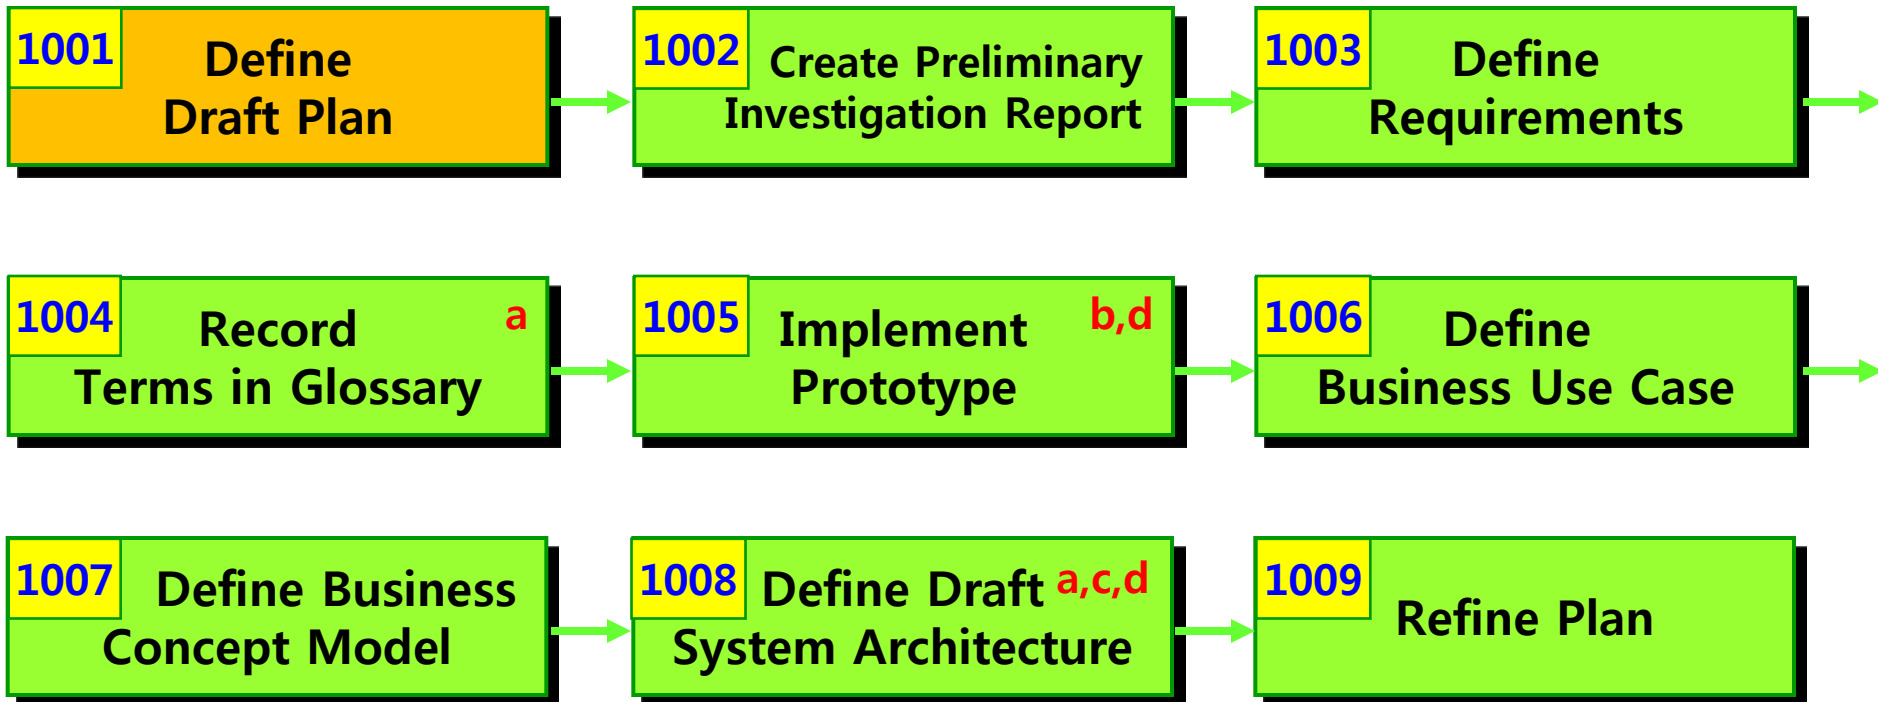 1001
Define
Draft Plan
1002
Create Preliminary
Investigation Report
1003
Define
Requirements
1004
Record a
Terms in Glossary
1005
Implement b,d
Prototype
1006
Define
Business Use Case
1007
Define Business
Concept Model
1008
Define Draft a,c,d
System Architecture
1009
Refine Plan